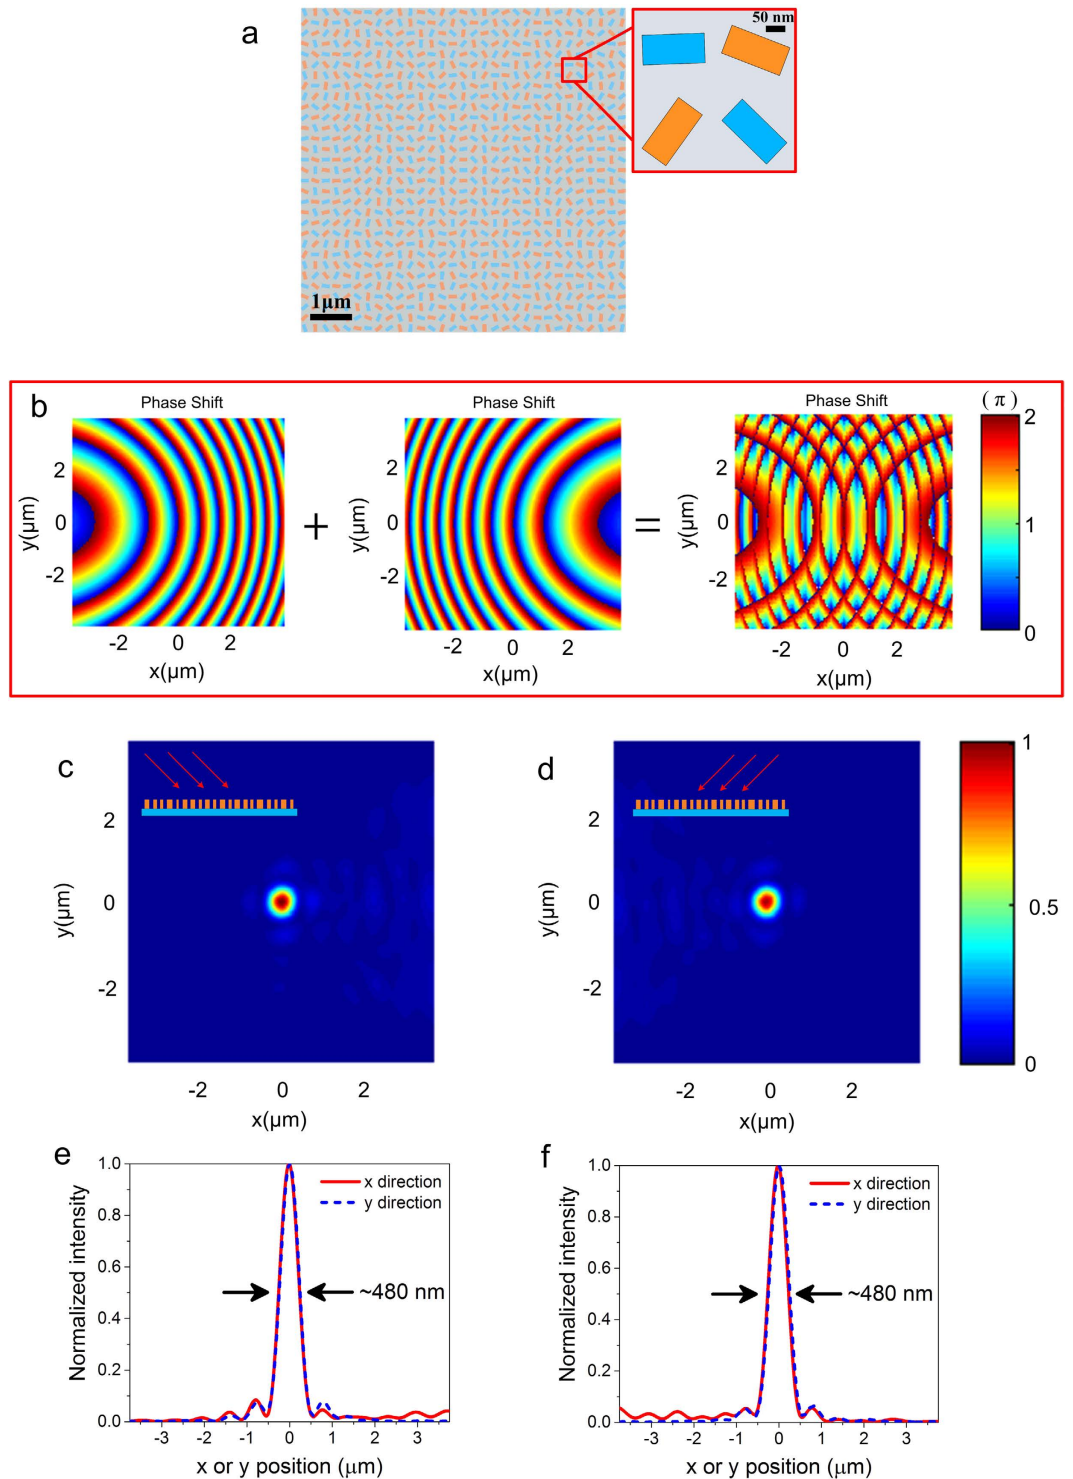 a
50 nm
1μm
b
Phase Shift
Phase Shift
Phase Shift
(π)
y(μm)
2
0
-2
-2 0 2
x(μm)
+
y(μm)
2
0
-2
-2 0 2
x(μm)
=
y(μm)
2
0
-2
-2 0 2
x(μm)
2
1
0
c
y(μm)
2
0
-2
-2 0 2
x(μm)
d
y(μm)
2
0
-2
-2 0 2
x(μm)
1
0.5
0
e
Normalized intensity
1.0
0.8
0.6
0.4
0.2
0.0
x direction
y direction
~480 nm
-3 -2 -1 0 1 2 3
x or y position (μm)
f
Normalized intensity
1.0
0.8
0.6
0.4
0.2
0.0
x direction
y direction
~480 nm
-3 -2 -1 0 1 2 3
x or y position (μm)